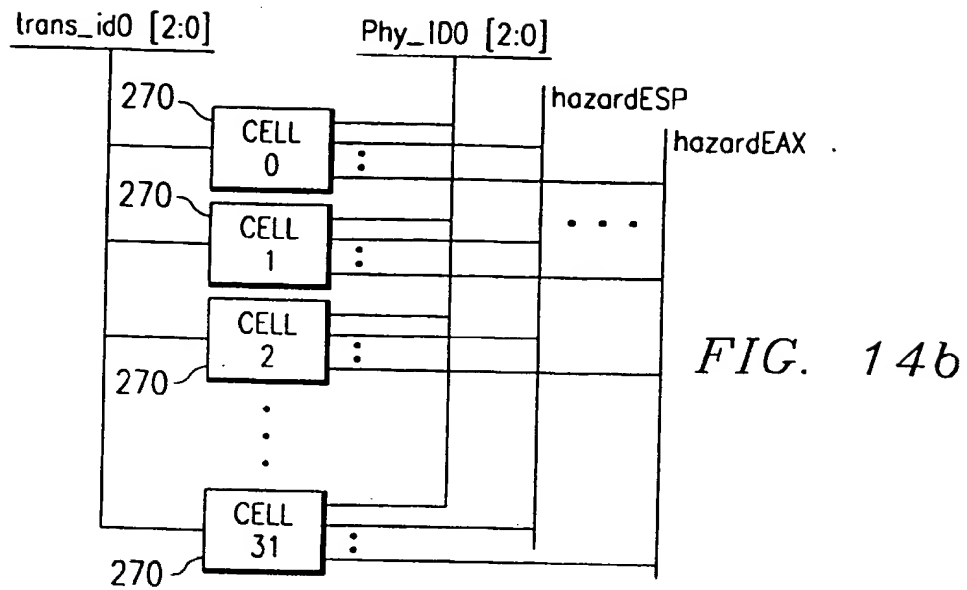 trans_id0 [2:0]
Phy_ID0 [2:0]
hazardESP
hazardEAX
270
CELL
0
270
CELL
1
CELL
2
270
CELL
31
270
FIG. 14b